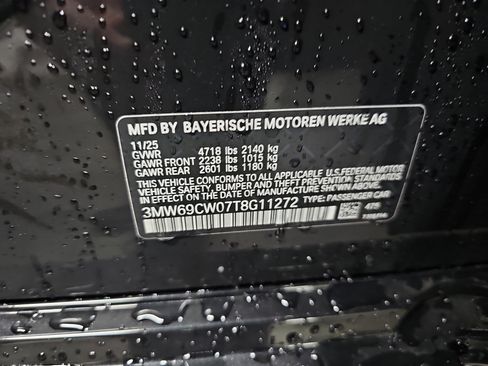 MFD BY BAYERISCHE MOTOREN WERKE AG
11/25
GVWR 4718 lbs 2140 kg
GAWR FRONT 2238 lbs 1015 kg
GAWR REAR 2601 lbs 1180 kg
THIS VEHICLE CONFORMS TO ALL APPLICABLE U.S.FEDERAL MOTOR
VEHICLE SAFETY, BUMPER, AND THEFT PREVENTION STANDARDS
IN EFFECT ON THE DATE OF MANUFACTURE SHOWN ABOVE.
3MW69CW07T8G11272 TYPE: PASSENGER CAR